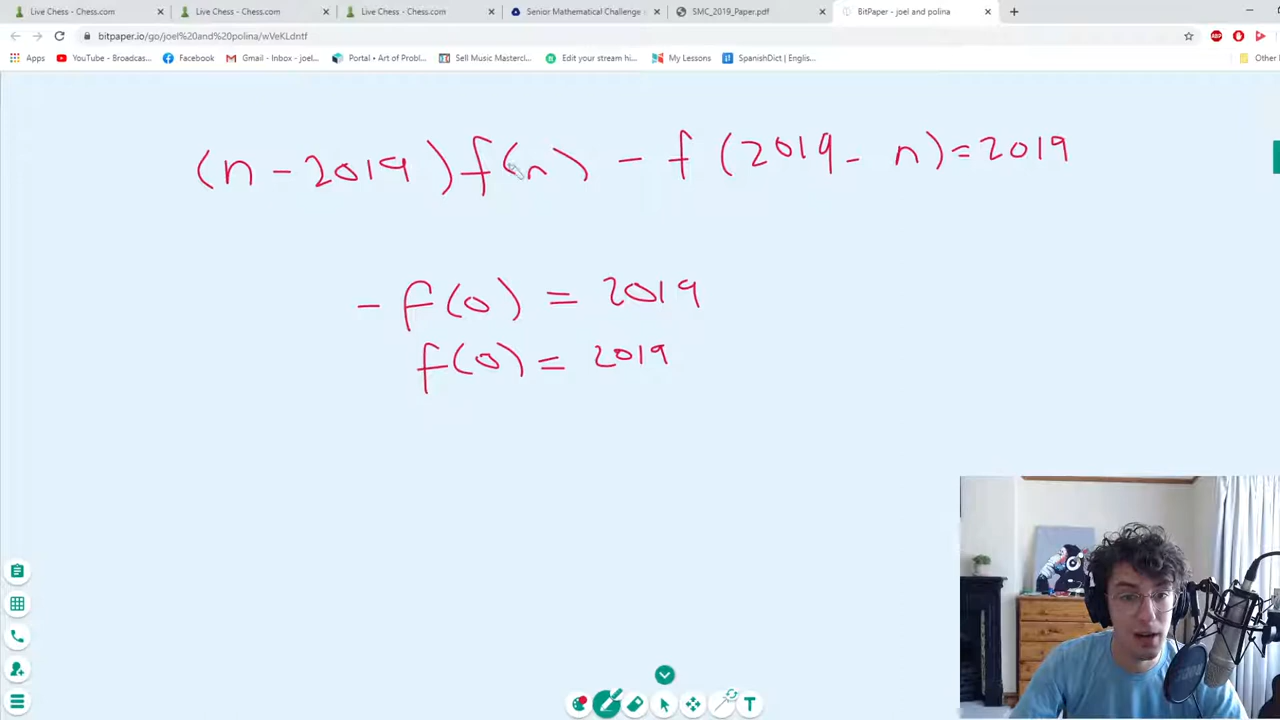 Live Chess - Chess.com
Live Chess - Chess.com
Live Chess - Chess.com
Senior Mathematical Challenge
SMC_2019_Paper.pdf
BitPaper - joel and polina
bitpaper.io/go/joel%20and%20polina/wVeKLdntf
Apps
YouTube - Broadcas...
Facebook
Gmail - Inbox - joel...
Portal • Art of Probl...
Sell Music Mastercl...
Edit your stream hi...
My Lessons
SpanishDict | Englis...
Other
(n - 2019) f(n) - f(2019 - n) = 2019
- f(0) = 2019
f(0) = 2019
T